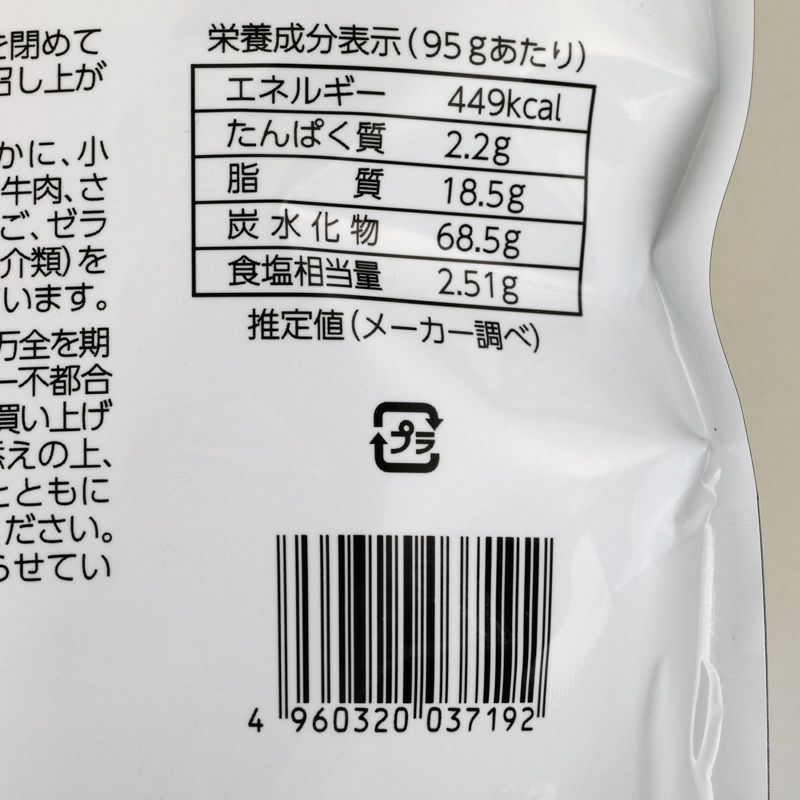 を閉めて
召し上が
かに、小
牛肉、さ
ご、ゼラ
介類）を
います。
万全を期
一不都合
買い上げ
添えの上、
とともに
ください。
らせてい
栄養成分表示（95gあたり）
エネルギー 449kcal
たんぱく質 2.2g
脂質 18.5g
炭水化物 68.5g
食塩相当量 2.51g
推定値（メーカー調べ）
プラ
4 960320 037192